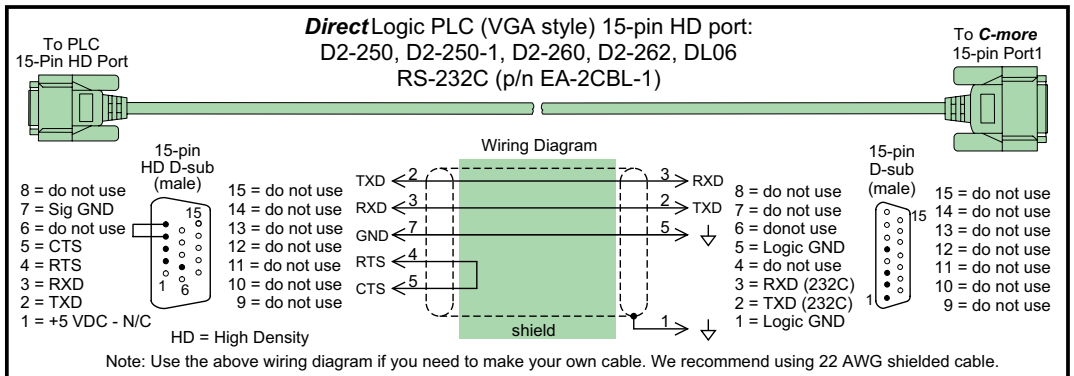 DirectLogic PLC (VGA style) 15-pin HD port:
D2-250, D2-250-1, D2-260, D2-262, DL06
RS-232C (p/n EA-2CBL-1)
To PLC
15-Pin HD Port
To C-more
15-pin Port1
15-pin
HD D-sub
(male)
8 = do not use
7 = Sig GND
6 = do not use
5 = CTS
4 = RTS
3 = RXD
2 = TXD
1 = +5 VDC - N/C
15
1
6
15 = do not use
14 = do not use
13 = do not use
12 = do not use
11 = do not use
10 = do not use
9 = do not use
HD = High Density
Wiring Diagram
TXD 2 3 RXD
RXD 3 2 TXD
GND 7 5
RTS 4
CTS 5
1
shield
8 = do not use
7 = do not use
6 = donot use
5 = Logic GND
4 = do not use
3 = RXD (232C)
2 = TXD (232C)
1 = Logic GND
15-pin
D-sub
(male)
15
1
15 = do not use
14 = do not use
13 = do not use
12 = do not use
11 = do not use
10 = do not use
9 = do not use
Note: Use the above wiring diagram if you need to make your own cable. We recommend using 22 AWG shielded cable.